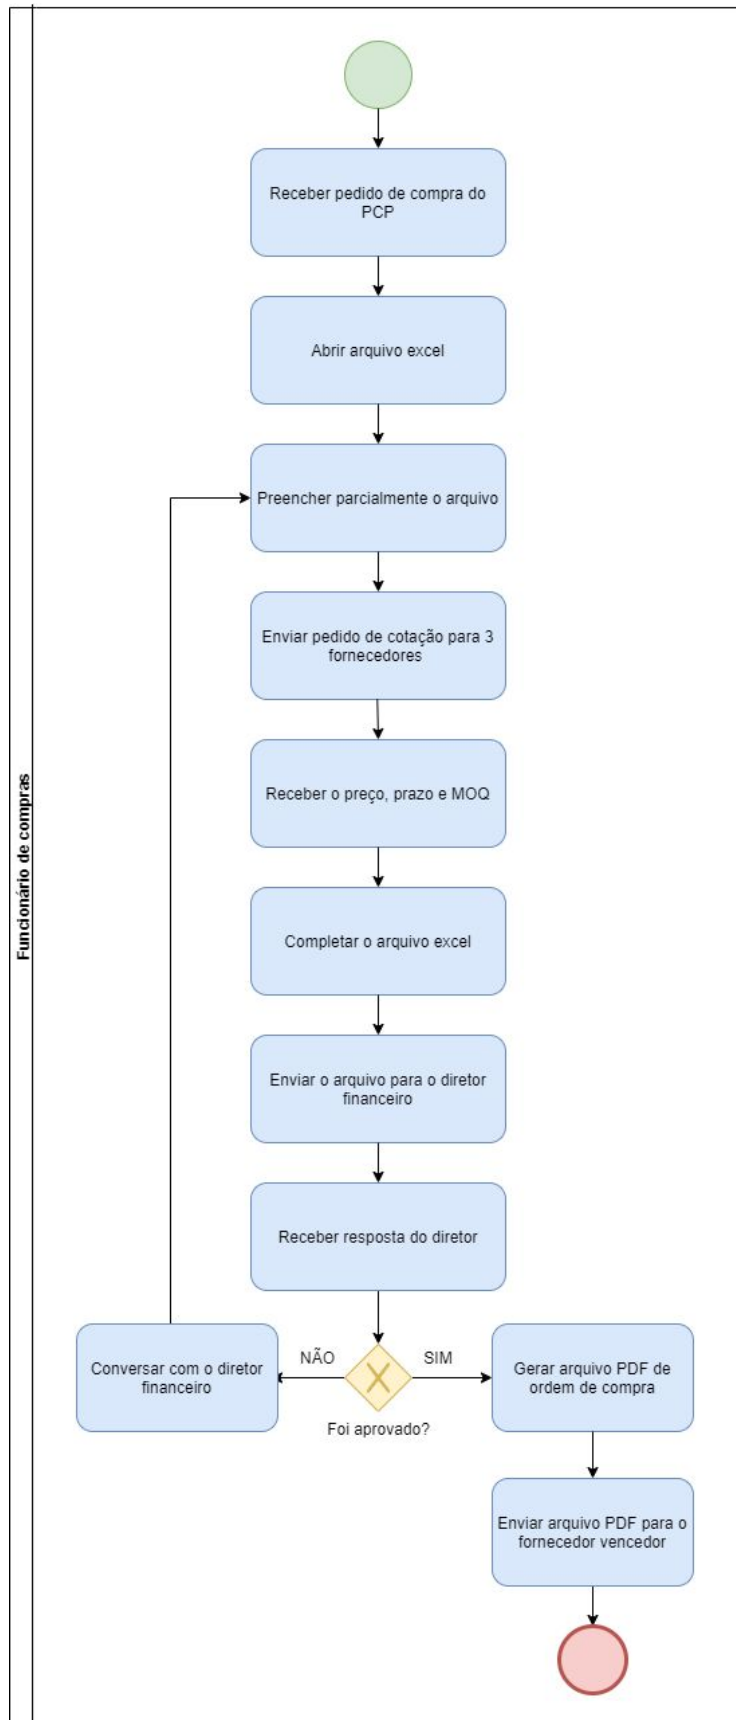 Funcionário de compras
Receber pedido de compra do
PCP
Abrir arquivo excel
Preencher parcialmente o arquivo
Enviar pedido de cotação para 3
fornecedores
Receber o preço, prazo e MOQ
Completar o arquivo excel
Enviar o arquivo para o diretor
financeiro
Receber resposta do diretor
Conversar com o diretor
financeiro
NÃO
SIM
Foi aprovado?
Gerar arquivo PDF de
ordem de compra
Enviar arquivo PDF para o
fornecedor vencedor